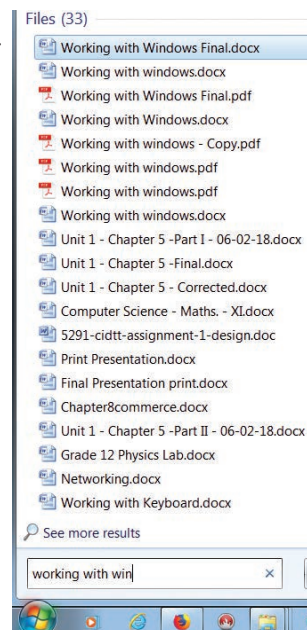 Files (33)
Working with Windows Final.docx
Working with windows.docx
Working with Windows Final.pdf
Working with Windows.docx
Working with windows - Copy.pdf
Working with windows.pdf
Working with windows.pdf
Working with windows.docx
Unit 1 - Chapter 5 -Part I - 06-02-18.docx
Unit 1 - Chapter 5 -Final.docx
Unit 1 - Chapter 5 - Corrected.docx
Computer Science - Maths. - XI.docx
5291-cidtt-assignment-1-design.doc
Print Presentation.docx
Final Presentation print.docx
Chapter8commerce.docx
Unit 1 - Chapter 5 -Part II - 06-02-18.docx
Grade 12 Physics Lab.docx
Networking.docx
Working with Keyboard.docx
See more results
working with win